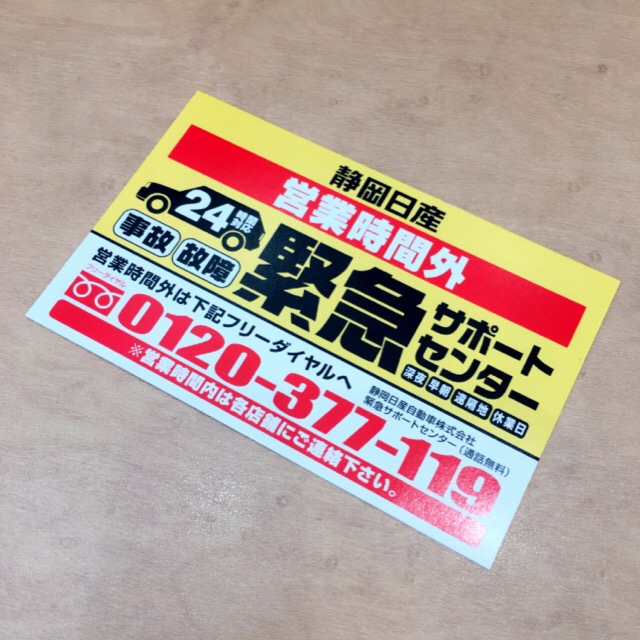 静岡日産
営業時間外
24時間対応
事故 故障
緊急サポートセンター
深夜 早朝 遠隔地 休業日
営業時間外は下記フリーダイヤルへ
フリーダイヤル
0120-377-119
静岡日産自動車株式会社
緊急サポートセンター(通話無料)
※営業時間内は各店舗にご連絡下さい。